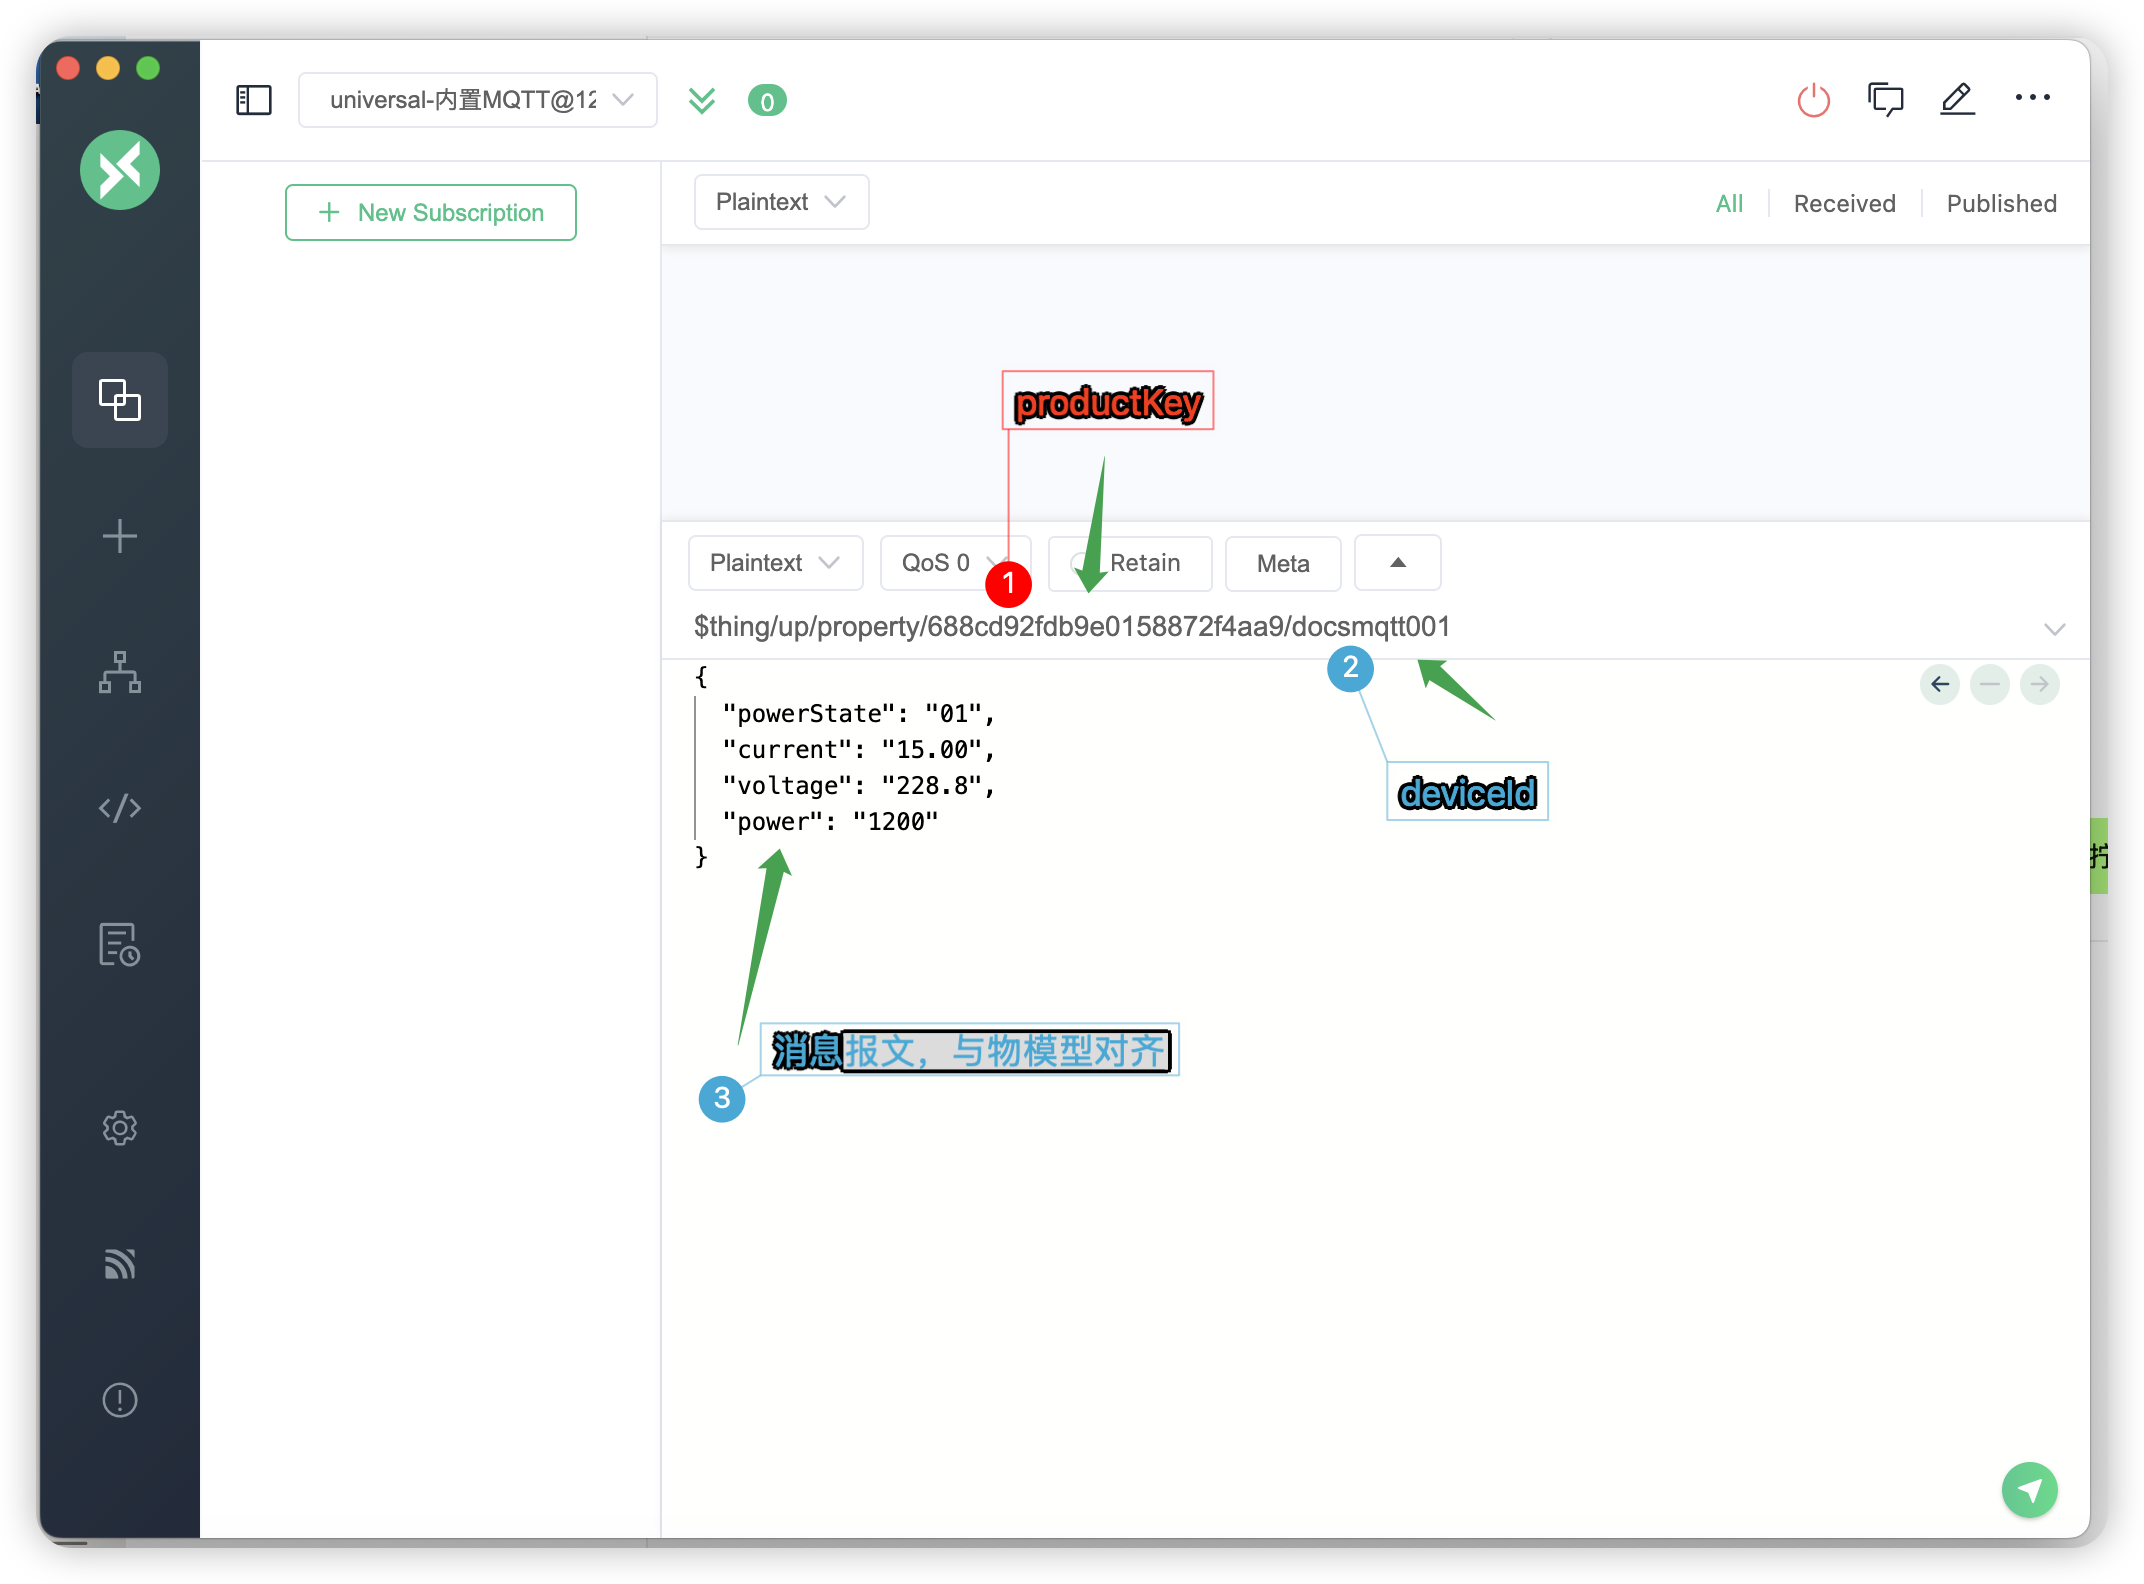 universal-内置MQTT@12
0
+ New Subscription
Plaintext
All
Received
Published
productKey
Plaintext
QoS 0
Retain
Meta
1
$thing/up/property/688cd92fdb9e0158872f4aa9/docsmqtt001
2
{
"powerState": "01",
"current": "15.00",
"voltage": "228.8",
"power": "1200"
}
deviceId
消息报文，与物模型对齐
3